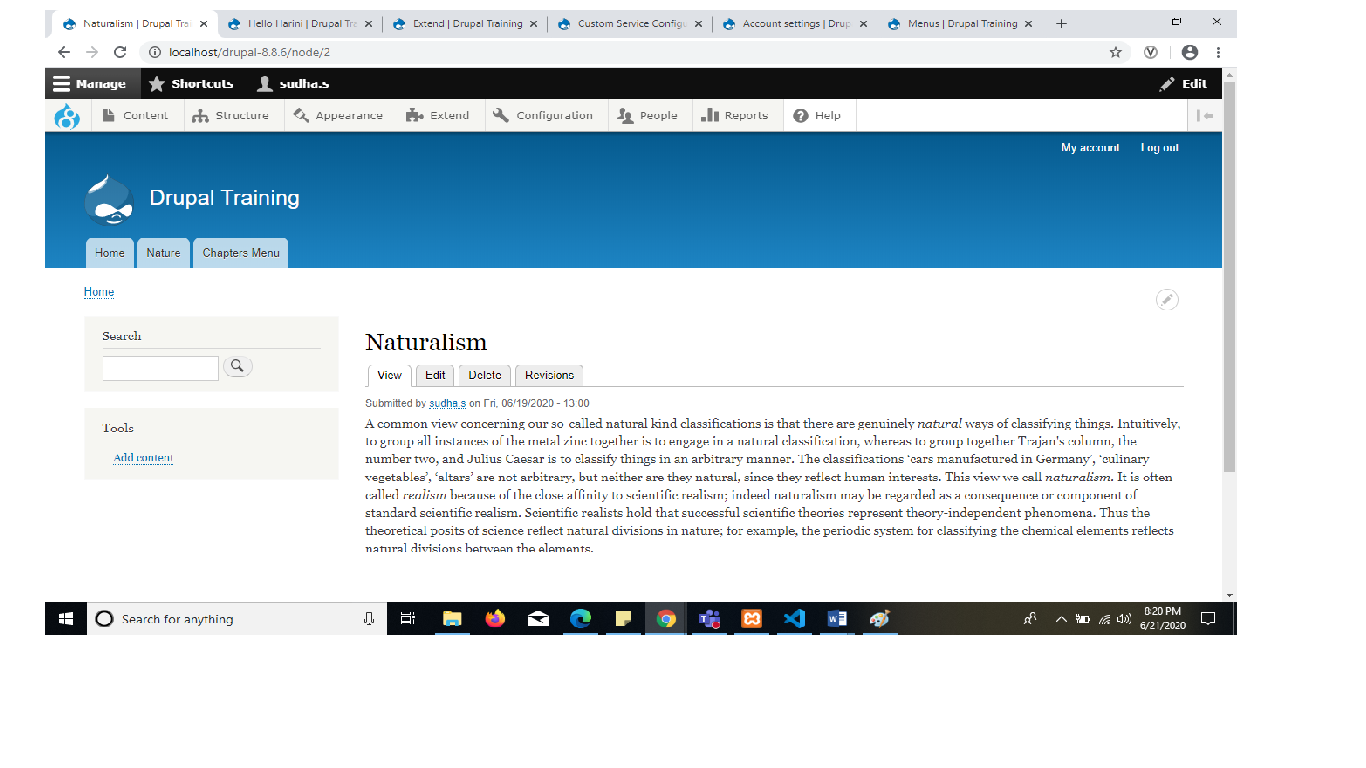 Naturalism | Drupal Trai
Hello Harini | Drupal Tra
Extend | Drupal Training
Custom Service Configu
Account settings | Drup
Menus | Drupal Training
localhost/drupal-8.8.6/node/2
Manage Shortcuts sudha.s Edit
Content Structure Appearance Extend Configuration People Reports Help
My account Log out
Drupal Training
Home Nature Chapters Menu
Home
Search
Tools
Add content
Naturalism
View Edit Delete Revisions
Submitted by sudha.s on Fri, 06/19/2020 - 13:00
A common view concerning our so-called natural kind classifications is that there are genuinely natural ways of classifying things. Intuitively,
to group all instances of the metal zinc together is to engage in a natural classification, whereas to group together Trajan's column, the
number two, and Julius Caesar is to classify things in an arbitrary manner. The classifications ‘cars manufactured in Germany’, ‘culinary
vegetables’, ‘altars’ are not arbitrary, but neither are they natural, since they reflect human interests. This view we call naturalism. It is often
called realism because of the close affinity to scientific realism; indeed naturalism may be regarded as a consequence or component of
standard scientific realism. Scientific realists hold that successful scientific theories represent theory-independent phenomena. Thus the
theoretical posits of science reflect natural divisions in nature; for example, the periodic system for classifying the chemical elements reflects
natural divisions between the elements.
Search for anything
8:20 PM
6/21/2020